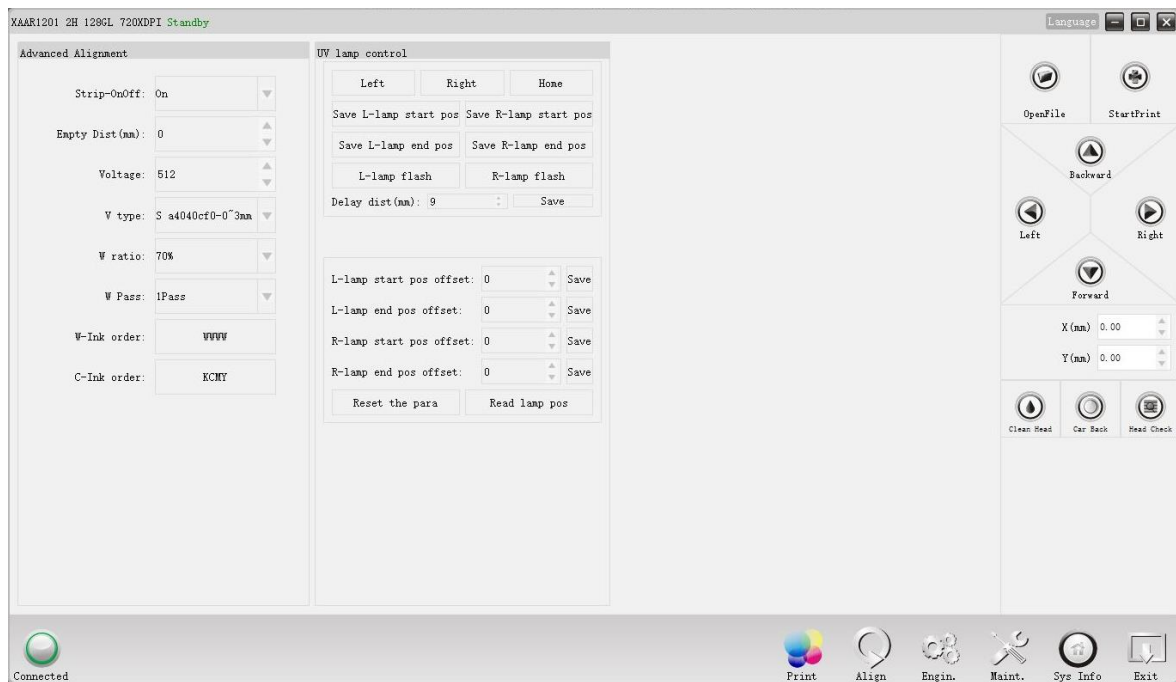 XAAR1201 2H 128GL 720XDPI Standby
Language
Advanced Alignment
Strip-OnOff: On
Empty Dist(mm): 0
Voltage: 512
V type: S a4040cf0-0~3mm
W ratio: 70%
W Pass: 1Pass
W-Ink order: WWWW
C-Ink order: KCMY
UV lamp control
Left Right Home
Save L-lamp start pos Save R-lamp start pos
Save L-lamp end pos Save R-lamp end pos
L-lamp flash R-lamp flash
Delay dist(mm): 9 Save
L-lamp start pos offset: 0 Save
L-lamp end pos offset: 0 Save
R-lamp start pos offset: 0 Save
R-lamp end pos offset: 0 Save
Reset the para Read lamp pos
OpenFile StartPrint
Backward
Left Right
Forward
X(mm) 0.00
Y(mm) 0.00
Clean Head Car Back Head Check
Connected
Print Align Engin. Maint. Sys Info Exit